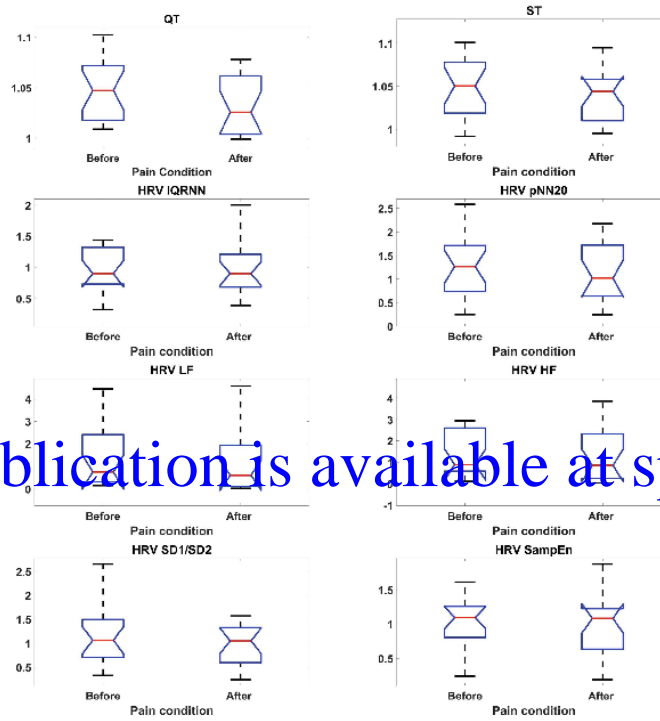 QT
ST
1.1
1.05
1
Before
After
Pain Condition
1.1
1.05
1
Before
After
Pain condition
HRV IQRNN
HRV pNN20
2
1.5
1
0.5
Before
After
Pain condition
2.5
2
1.5
1
0.5
0
Before
After
Pain condition
HRV LF
HRV HF
4
3
2
0
Before
After
Pain condition
4
2
-1
Before
After
Pain condition
blication is available at sp
HRV SD1/SD2
HRV SampEn
2.5
2
1.5
1
0.5
Before
After
Pain condition
1.5
1
0.5
Before
After
Pain condition